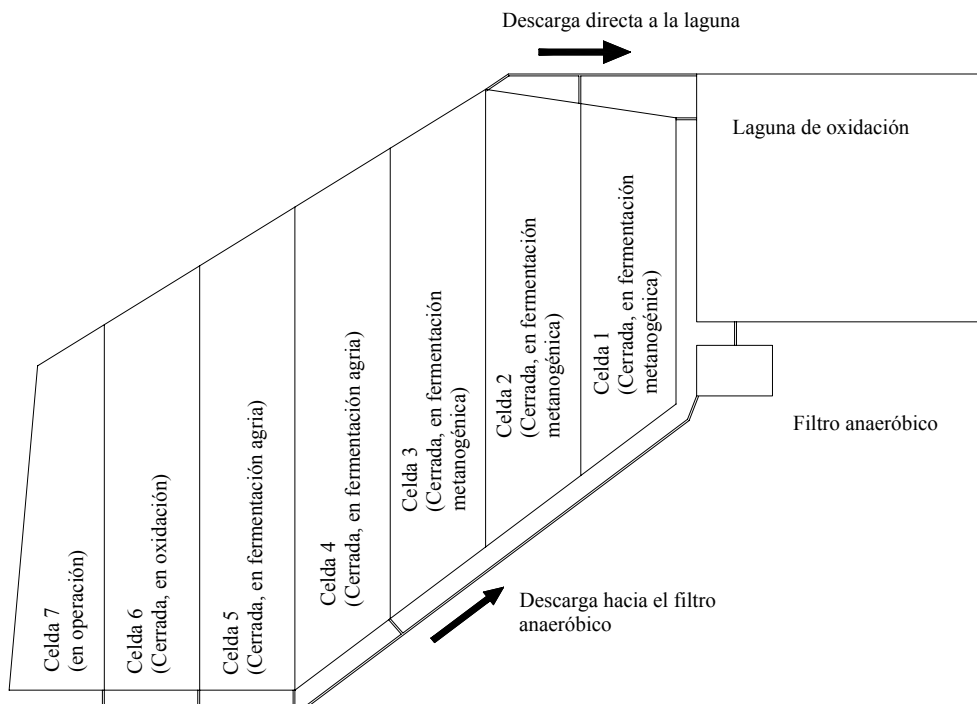 Descarga directa a la laguna
Laguna de oxidación
Filtro anaeróbico
Descarga hacia el filtro
anaeróbico
Celda 7
(en operación)
Celda 6
(Cerrada, en oxidación)
Celda 5
(Cerrada, en fermentación agria)
Celda 4
(Cerrada, en fermentación agria)
Celda 3
(Cerrada, en fermentación
metanogénica)
Celda 2
(Cerrada, en fermentación
metanogénica)
Celda 1
(Cerrada, en fermentación
metanogénica)